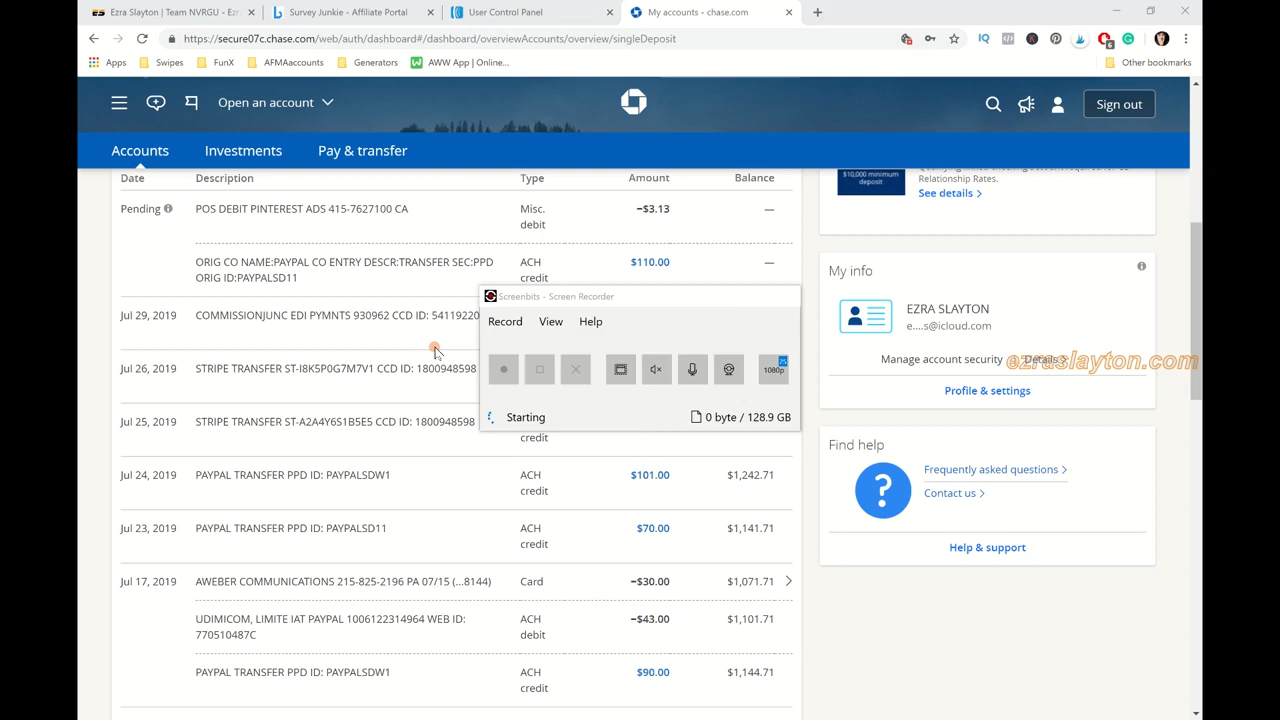 Ezra Slayton | Team NVRGU - Ezr
Survey Junkie - Affiliate Portal
User Control Panel
My accounts - chase.com
https://secure07c.chase.com/web/auth/dashboard#/dashboard/overviewAccounts/overview/singleDeposit
Apps
Swipes
FunX
AFMAaccounts
Generators
AWW App | Online...
Other bookmarks
Open an account
Sign out
Accounts
Investments
Pay & transfer
Date
Description
Type
Amount
Balance
Pending
POS DEBIT PINTEREST ADS 415-7627100 CA
Misc.
debit
−$3.13
—
ORIG CO NAME:PAYPAL CO ENTRY DESCR:TRANSFER SEC:PPD
ORIG ID:PAYPALSD11
ACH
credit
$110.00
—
Jul 29, 2019
COMMISSIONJUNC EDI PYMNTS 930962 CCD ID: 54119220
Jul 26, 2019
STRIPE TRANSFER ST-I8K5P0G7M7V1 CCD ID: 1800948598
Jul 25, 2019
STRIPE TRANSFER ST-A2A4Y6S1B5E5 CCD ID: 1800948598
credit
Jul 24, 2019
PAYPAL TRANSFER PPD ID: PAYPALSDW1
ACH
credit
$101.00
$1,242.71
Jul 23, 2019
PAYPAL TRANSFER PPD ID: PAYPALSD11
ACH
credit
$70.00
$1,141.71
Jul 17, 2019
AWEBER COMMUNICATIONS 215-825-2196 PA 07/15 (...8144)
Card
−$30.00
$1,071.71
UDIMICOM, LIMITE IAT PAYPAL 1006122314964 WEB ID:
770510487C
ACH
debit
−$43.00
$1,101.71
PAYPAL TRANSFER PPD ID: PAYPALSDW1
ACH
credit
$90.00
$1,144.71
Screenbits - Screen Recorder
Record
View
Help
1080p
25
Starting
0 byte / 128.9 GB
$10,000 minimum
deposit
Relationship Rates.
See details
My info
EZRA SLAYTON
e....s@icloud.com
Manage account security
Details
ezraslayton.com
Profile & settings
Find help
Frequently asked questions
Contact us
Help & support